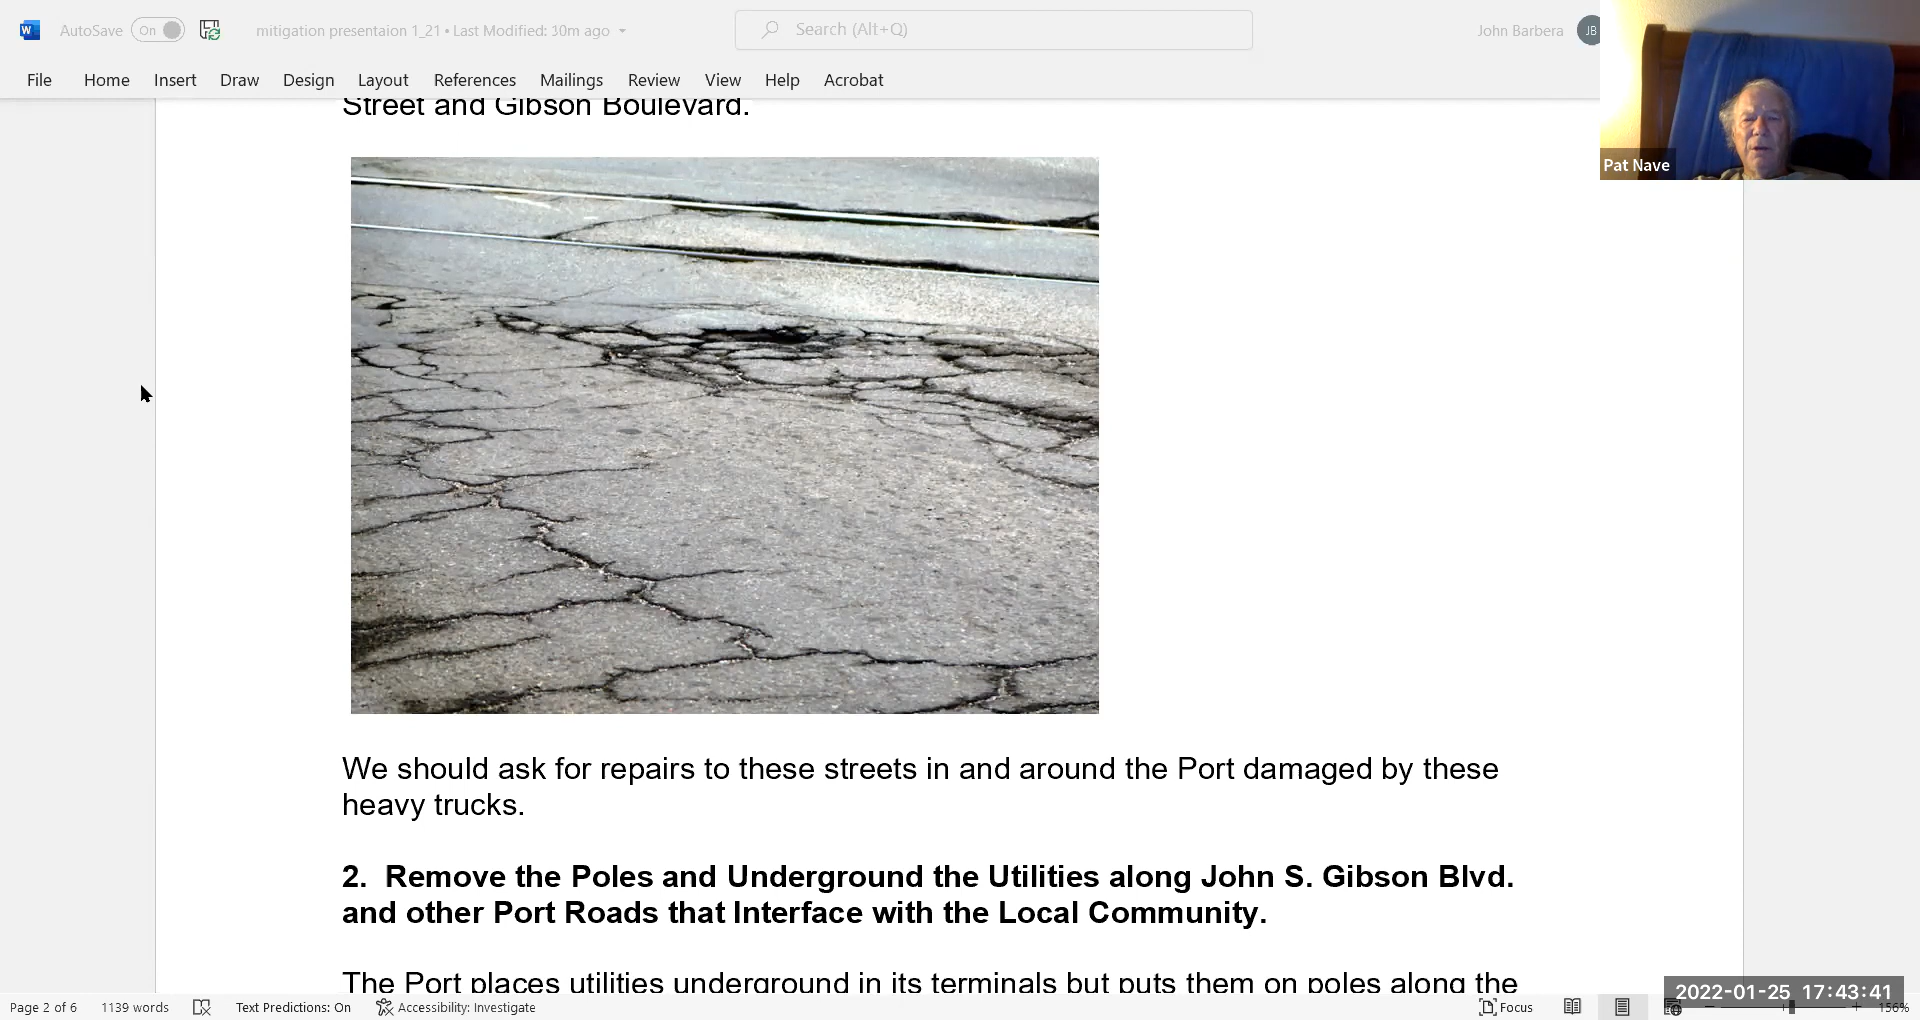 AutoSave On mitigation presentaion 1_21 • Last Modified: 30m ago Search (Alt+Q) John Barbera JB
File Home Insert Draw Design Layout References Mailings Review View Help Acrobat
Pat Nave
Street and Gibson Boulevard.
We should ask for repairs to these streets in and around the Port damaged by these
heavy trucks.
2. Remove the Poles and Underground the Utilities along John S. Gibson Blvd.
and other Port Roads that Interface with the Local Community.
The Port places utilities underground in its terminals but puts them on poles along the
2022-01-25 17:43:41
Page 2 of 6 1139 words Text Predictions: On Accessibility: Investigate Focus 156%